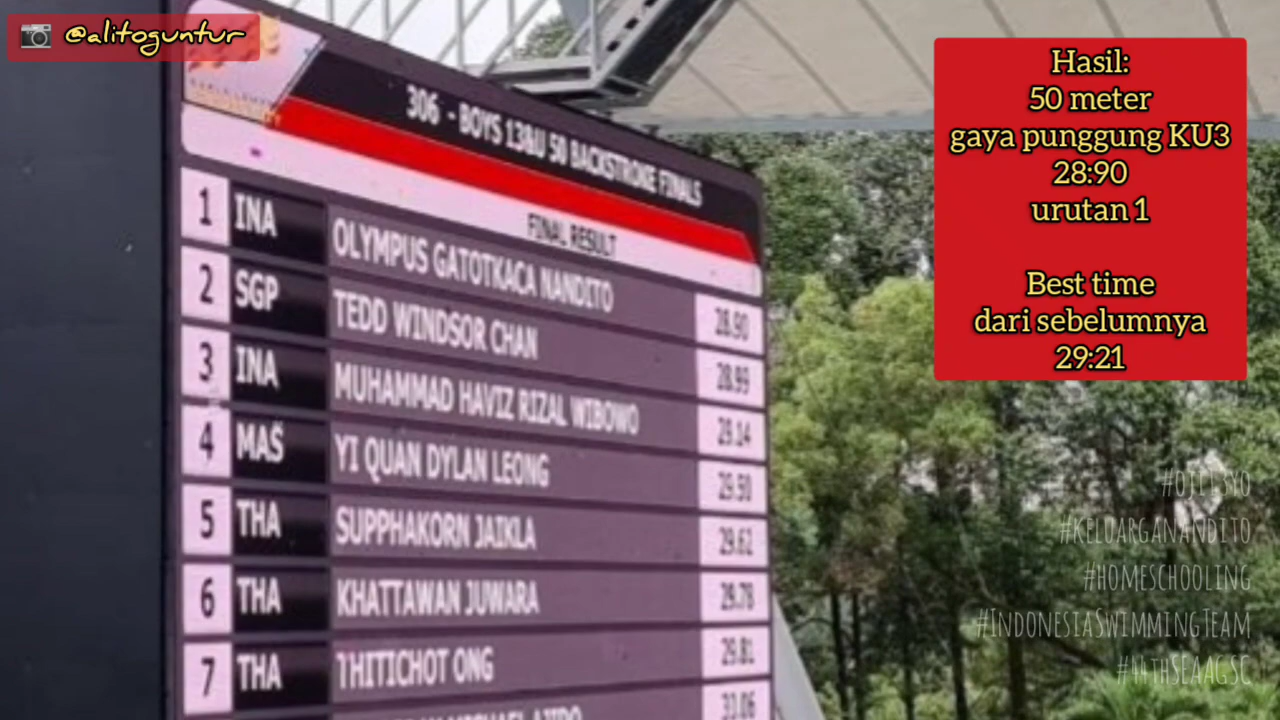 @alitoguntur
306 - BOYS 13&U 50 BACKSTROKE FINALS
FINAL RESULT
1 INA OLYMPUS GATOTKACA NANDITO 28.90
2 SGP TEDD WINDSOR CHAN 28.99
3 INA MUHAMMAD HAVIZ RIZAL WIBOWO 29.14
4 MAS YI QUAN DYLAN LEONG 29.50
5 THA SUPPHAKORN JAIKLA 29.62
6 THA KHATTAWAN JUWARA 29.78
7 THA THITICHOT ONG 29.81
Hasil:
50 meter
gaya punggung KU3
28:90
urutan 1
Best time
dari sebelumnya
29:21
#OJI13YO
#KELUARGANANDITO
#HOMESCHOOLING
#INDONESIASWIMMINGTEAM
#44THSEAAGSC